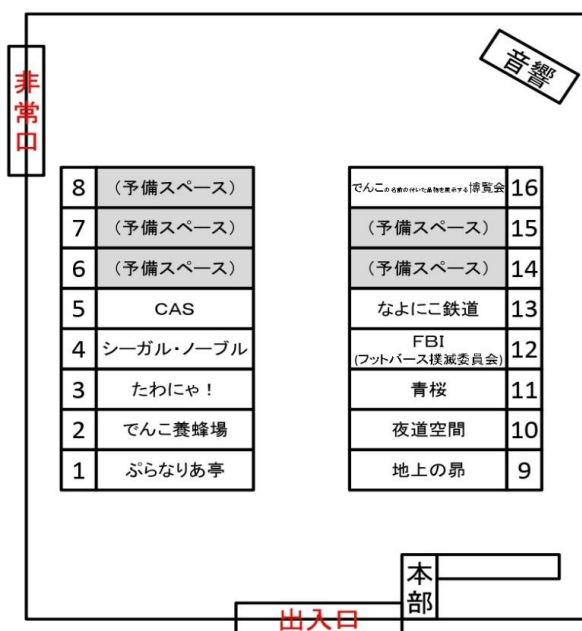 音響
非常口
8 (予備スペース)
7 (予備スペース)
6 (予備スペース)
5 CAS
4 シーガル・ノーブル
3 たわにゃ！
2 でんこ養蜂場
1 ぷらなりあ亭
でんこの名前の付いた品物を展示する博覧会 16
(予備スペース) 15
(予備スペース) 14
なよにこ鉄道 13
FBI
(フットバース撲滅委員会) 12
青桜 11
夜道空間 10
地上の昴 9
本部
出入口